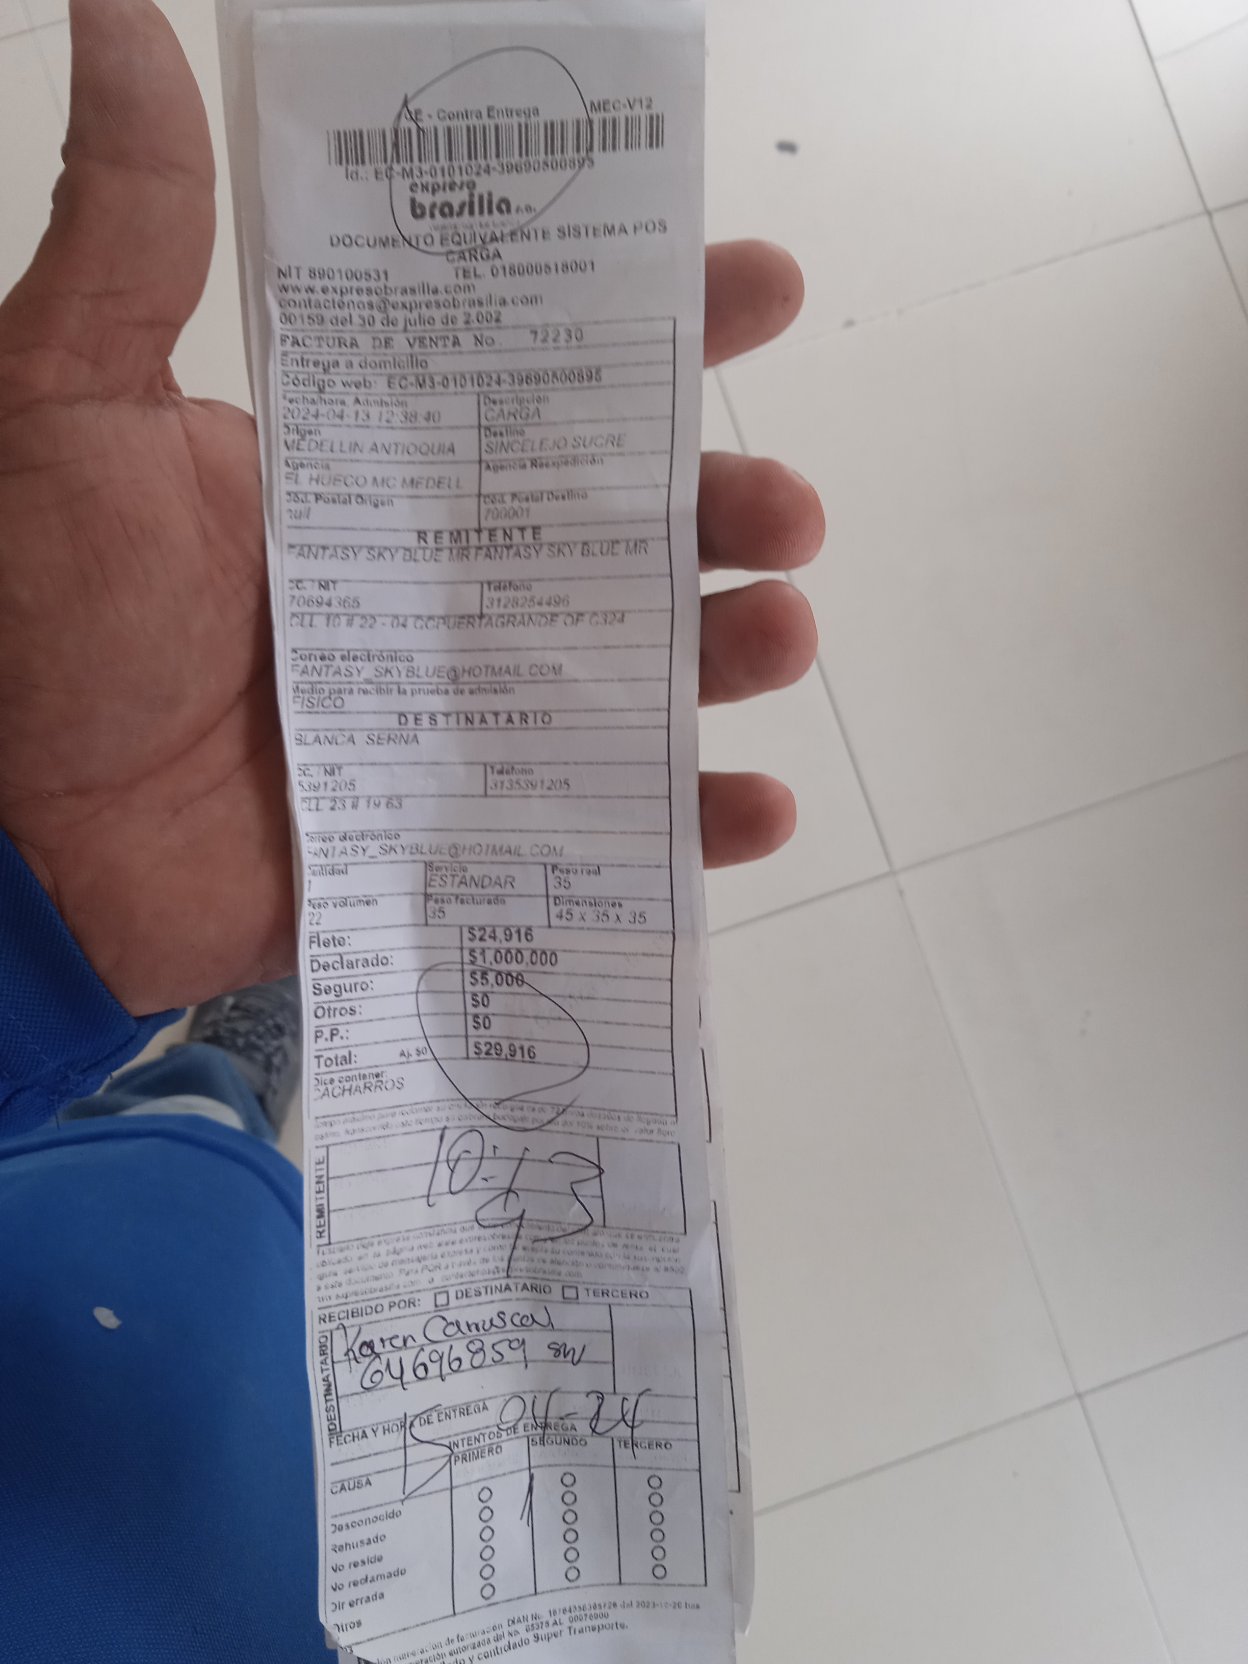 CE - Contra Entrega MEC-V12
Id.: EC-M3-0101024-39690500895
expreso
brasilia s.a.
DOCUMENTO EQUIVALENTE SISTEMA POS
CARGA
NIT 890100531 TEL. 018000518001
www.expresobrasilia.com
contactenos@expresobrasilia.com
00159 del 30 de julio de 2.002
FACTURA DE VENTA No. 72230
Entrega a domicilio
Código web: EC-M3-0101024-39690500895
Fecha/hora. Admisión Descripción
2024-04-13 12:38:40 CARGA
Origen Destino
MEDELLIN ANTIOQUIA SINCELEJO SUCRE
Agencia Agencia Reexpedición
EL HUECO MC MEDELL
Cód. Postal Origen Cód. Postal Destino
null 700001
REMITENTE
FANTASY SKY BLUE MR FANTASY SKY BLUE MR
CC. / NIT Teléfono
70694365 3128254496
CLL 10 # 22 - 04 CCPUERTAGRANDE OF C324
Correo electrónico
FANTASY_SKYBLUE@HOTMAIL.COM
Medio para recibir la prueba de admisión
FISICO
DESTINATARIO
BLANCA SERNA
CC. / NIT Teléfono
5391205 3135391205
CLL 23 # 19 63
Correo electrónico
FANTASY_SKYBLUE@HOTMAIL.COM
Cantidad Servicio Peso real
1 ESTANDAR 35
Peso volumen Peso facturado Dimensiones
22 35 45 x 35 x 35
Flete: $24,916
Declarado: $1,000,000
Seguro: $5,000
Otros: $0
P.P.: $0
Total: Aj. $0 $29,916
Dice contener:
CACHARROS
REMITENTE
10:13
RECIBIDO POR: DESTINATARIO TERCERO
DESTINATARIO
Karen Carrascal
64696859
FECHA Y HORA DE ENTREGA
15 04-24
INTENTOS DE ENTREGA
CAUSA PRIMERO SEGUNDO TERCERO
Desconocido
Rehusado
No reside
No reclamado
Dir errada
Otros